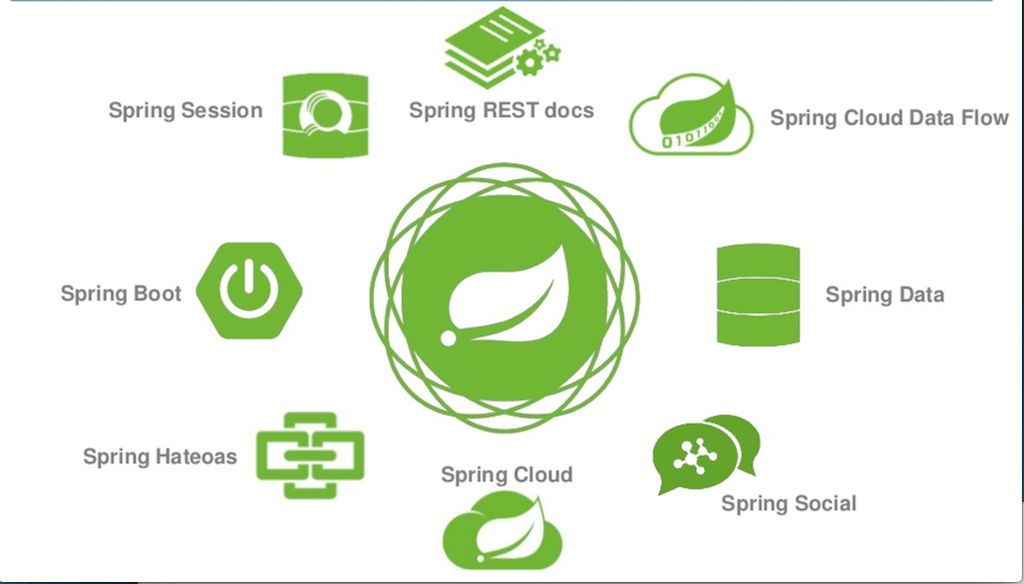 Spring REST docs
Spring Session
Spring Cloud Data Flow
01011001
Spring Boot
Spring Data
Spring Hateoas
Spring Cloud
Spring Social